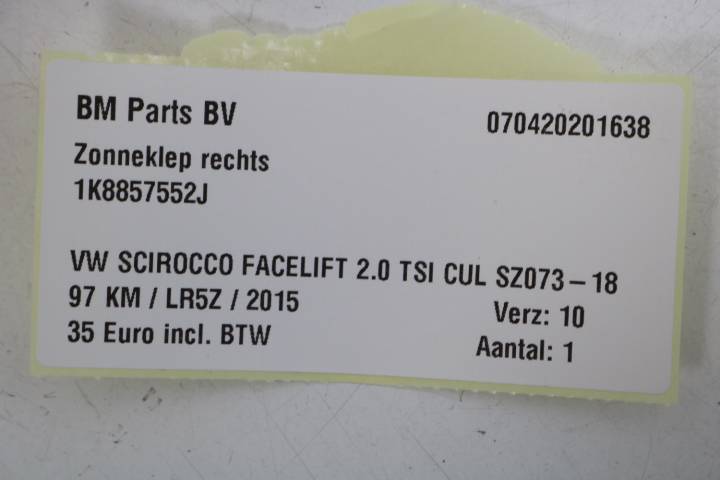 BM Parts BV 070420201638
Zonneklep rechts
1K8857552J
VW SCIROCCO FACELIFT 2.0 TSI CUL SZ073-18
97 KM / LR5Z / 2015 Verz: 10
35 Euro incl. BTW Aantal: 1